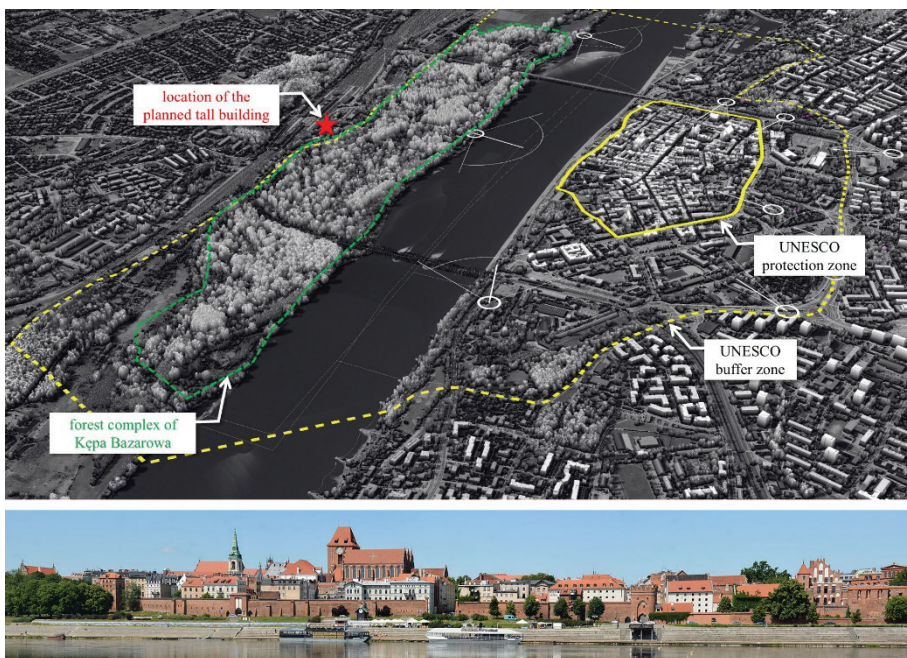 location of the
planned tall building
UNESCO
protection zone
UNESCO
buffer zone
forest complex of
Kępa Bazarowa